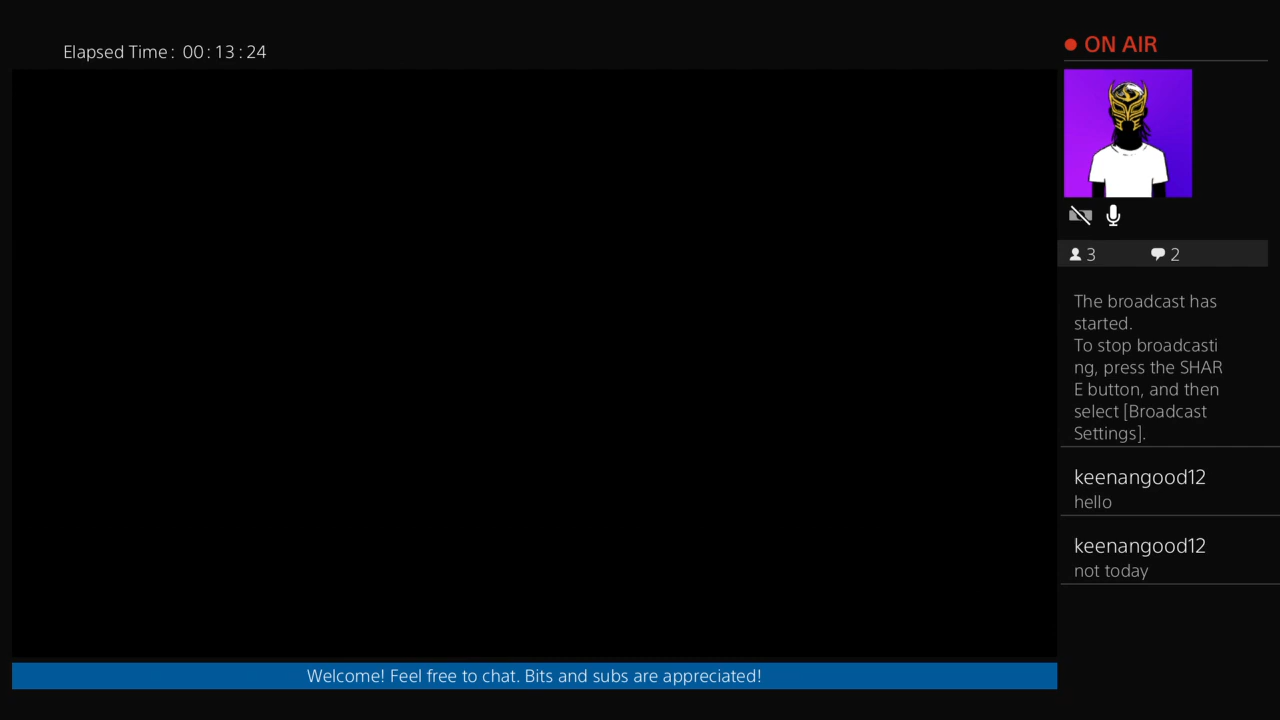 Elapsed Time: 00:13:24
ON AIR
3 2
The broadcast has
started.
To stop broadcasti
ng, press the SHAR
E button, and then
select [Broadcast
Settings].
keenangood12
hello
keenangood12
not today
Welcome! Feel free to chat. Bits and subs are appreciated!